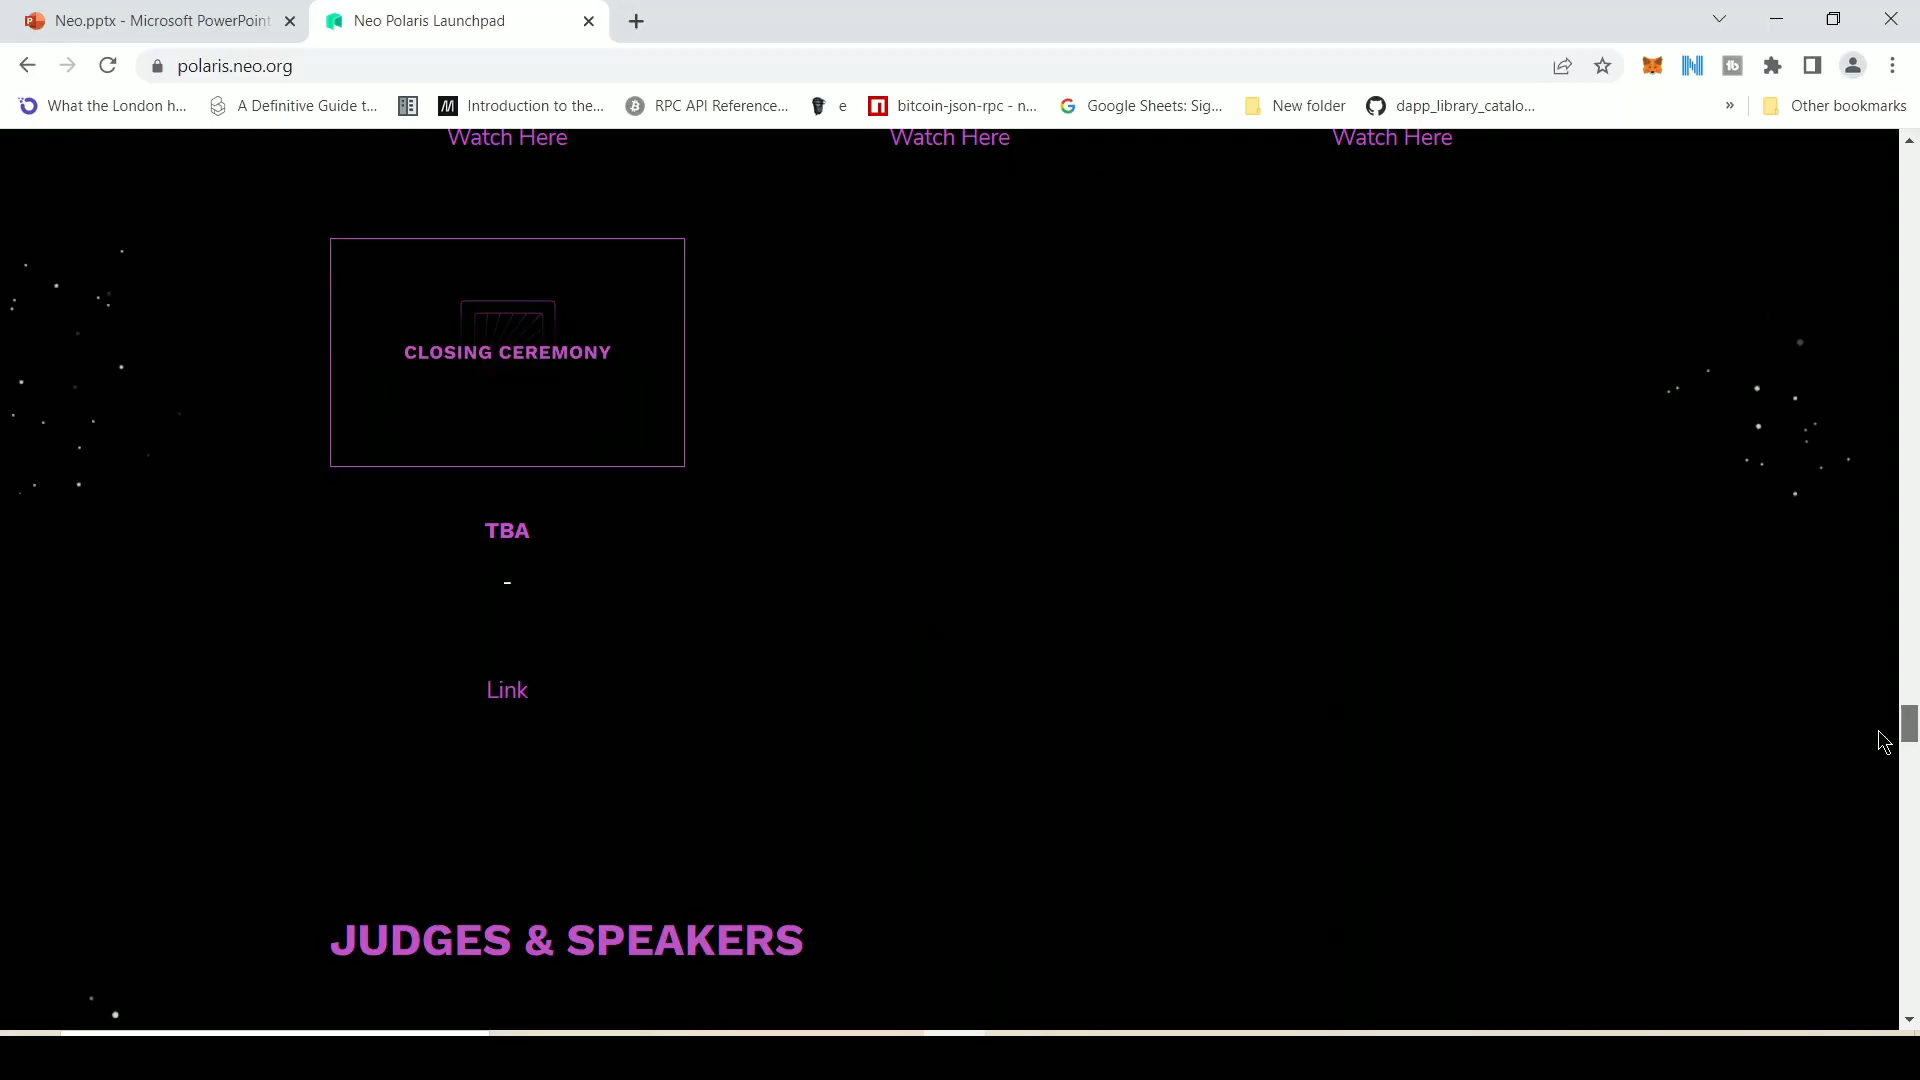 Neo.pptx - Microsoft PowerPoint
Neo Polaris Launchpad
polaris.neo.org
What the London h...
A Definitive Guide t...
Introduction to the...
RPC API Reference...
e
bitcoin-json-rpc - n...
Google Sheets: Sig...
New folder
dapp_library_catalo...
»
Other bookmarks
Watch Here
Watch Here
Watch Here
CLOSING CEREMONY
TBA
-
Link
JUDGES & SPEAKERS